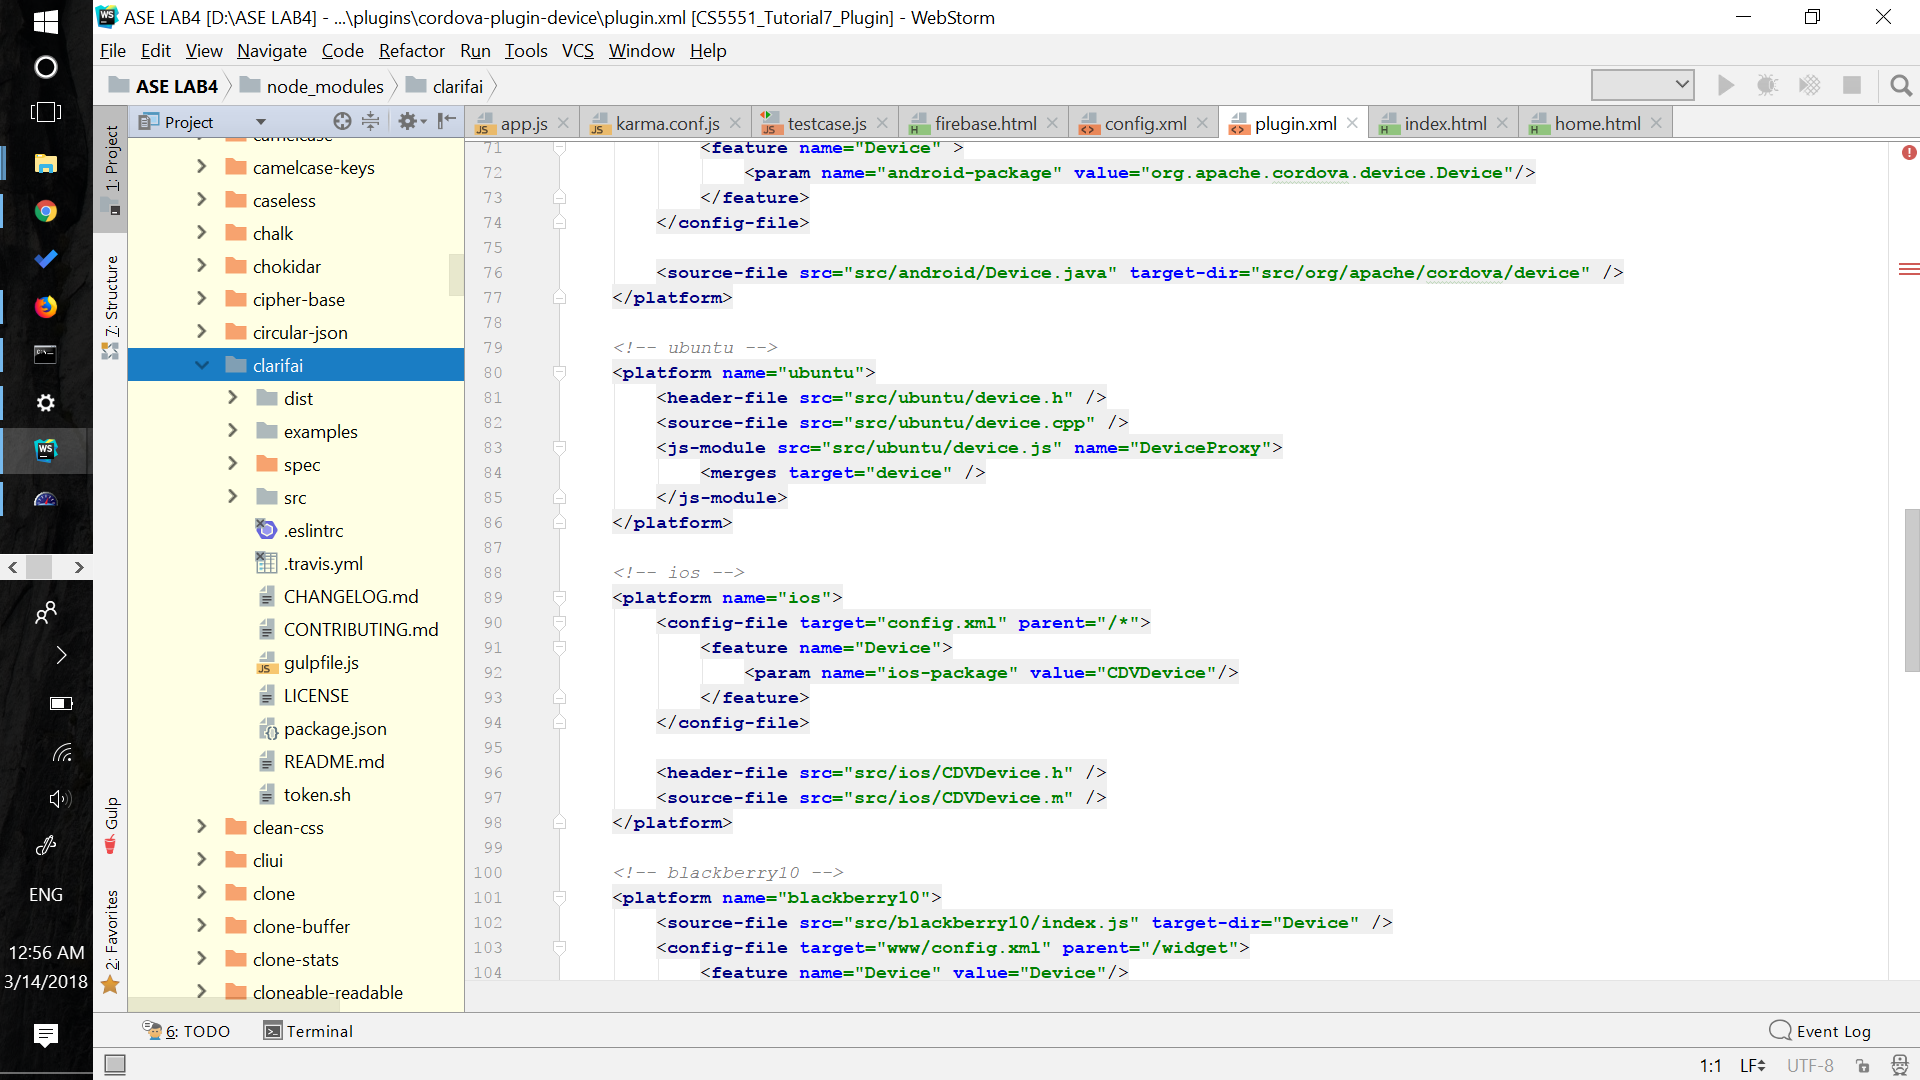 ASE LAB4 [D:\ASE LAB4] - ...\plugins\cordova-plugin-device\plugin.xml [CS5551_Tutorial7_Plugin] - WebStorm
File Edit View Navigate Code Refactor Run Tools VCS Window Help
ASE LAB4 node_modules clarifai
Project
app.js karma.conf.js testcase.js firebase.html config.xml plugin.xml index.html home.html
1: Project
7: Structure
Gulp
2: Favorites
camelcase
camelcase-keys
caseless
chalk
chokidar
cipher-base
circular-json
clarifai
dist
examples
spec
src
.eslintrc
.travis.yml
CHANGELOG.md
CONTRIBUTING.md
gulpfile.js
LICENSE
package.json
README.md
token.sh
clean-css
cliui
clone
clone-buffer
clone-stats
cloneable-readable
71 <feature name="Device" >
72 <param name="android-package" value="org.apache.cordova.device.Device"/>
73 </feature>
74 </config-file>
75
76 <source-file src="src/android/Device.java" target-dir="src/org/apache/cordova/device" />
77 </platform>
78
79 <!-- ubuntu -->
80 <platform name="ubuntu">
81 <header-file src="src/ubuntu/device.h" />
82 <source-file src="src/ubuntu/device.cpp" />
83 <js-module src="src/ubuntu/device.js" name="DeviceProxy">
84 <merges target="device" />
85 </js-module>
86 </platform>
87
88 <!-- ios -->
89 <platform name="ios">
90 <config-file target="config.xml" parent="/*">
91 <feature name="Device">
92 <param name="ios-package" value="CDVDevice"/>
93 </feature>
94 </config-file>
95
96 <header-file src="src/ios/CDVDevice.h" />
97 <source-file src="src/ios/CDVDevice.m" />
98 </platform>
99
100 <!-- blackberry10 -->
101 <platform name="blackberry10">
102 <source-file src="src/blackberry10/index.js" target-dir="Device" />
103 <config-file target="www/config.xml" parent="/widget">
104 <feature name="Device" value="Device"/>
ENG
12:56 AM
3/14/2018
6: TODO Terminal Event Log
1:1 LF UTF-8